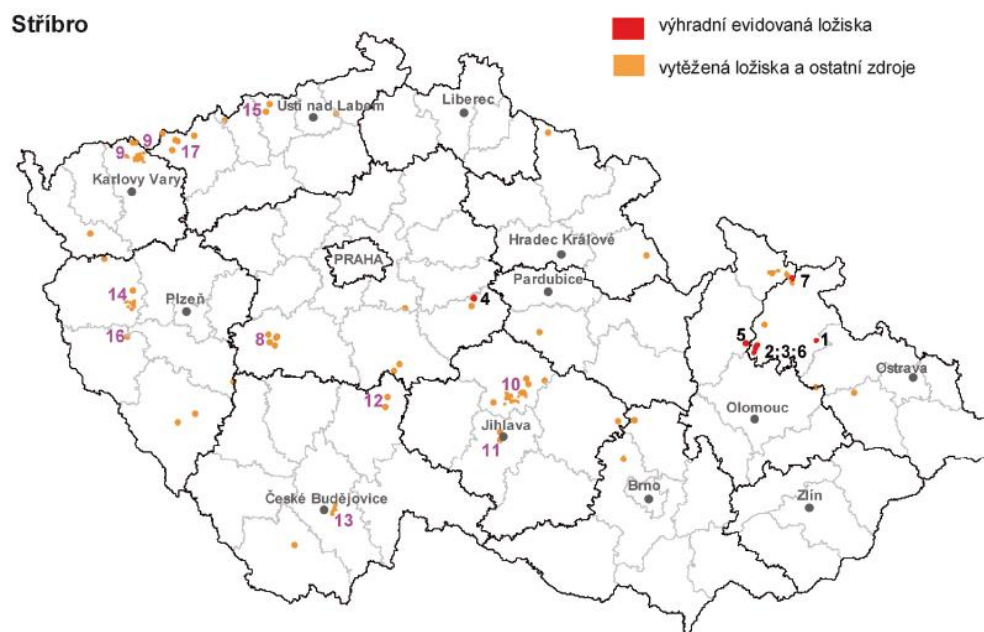 Stříbro
výhradní evidovaná ložiska
vytěžená ložiska a ostatní zdroje
15
Ústí nad Labem
Liberec
9
9
17
Karlovy Vary
Hradec Králové
PRAHA
Pardubice
7
14
Plzeň
4
16
8
5
2;3;6
1
Ostrava
10
12
Olomouc
Jihlava
11
České Budějovice
13
Brno
Zlín